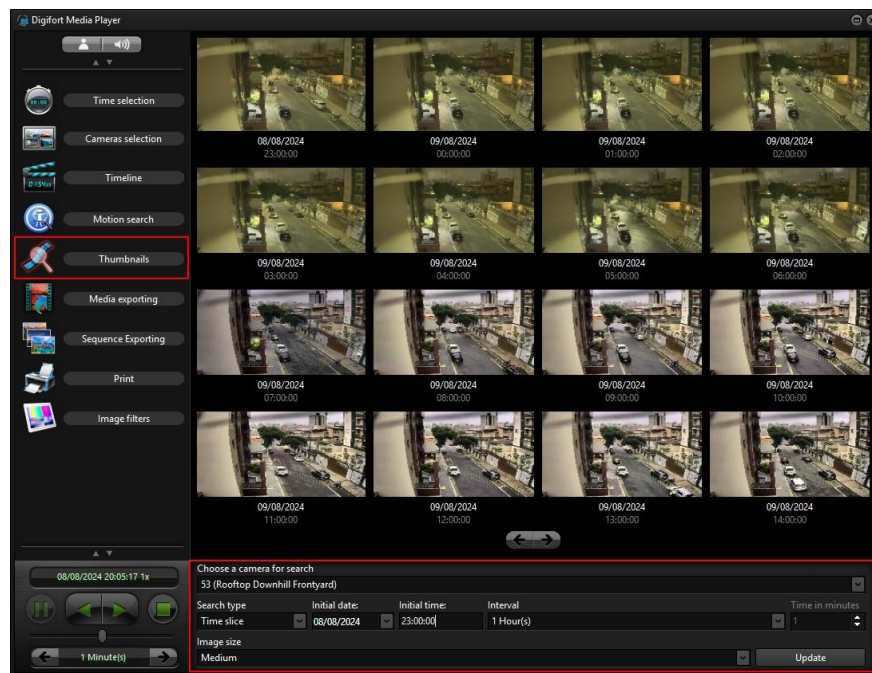 Digifort Media Player
Time selection
Cameras selection
Timeline
Motion search
Thumbnails
Media exporting
Sequence Exporting
Print
Image filters
08/08/2024
23:00:00
09/08/2024
00:00:00
09/08/2024
01:00:00
09/08/2024
02:00:00
09/08/2024
03:00:00
09/08/2024
04:00:00
09/08/2024
05:00:00
09/08/2024
06:00:00
09/08/2024
07:00:00
09/08/2024
08:00:00
09/08/2024
09:00:00
09/08/2024
10:00:00
09/08/2024
11:00:00
09/08/2024
12:00:00
09/08/2024
13:00:00
09/08/2024
14:00:00
08/08/2024 20:05:17 1x
1 Minute(s)
Choose a camera for search
53 (Rooftop Downhill Frontyard)
Search type Initial date: Initial time: Interval Time in minutes
Time slice 08/08/2024 23:00:00 1 Hour(s) 1
Image size
Medium Update